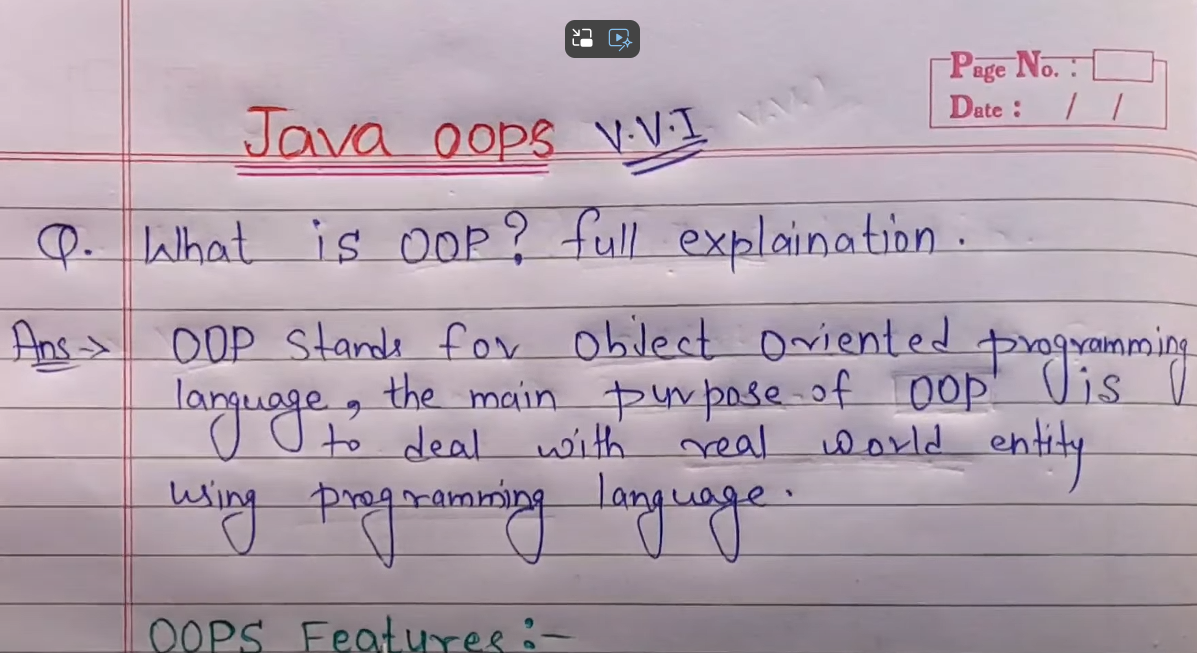 Page No. :
Date : / /
Java OOPS V.V.I
Q. What is OOP? full explaination.
Ans→ OOP Stands for Object Oriented programming
language, the main purpose of OOP is
to deal with real world entity
using programming language.
OOPS Features:-